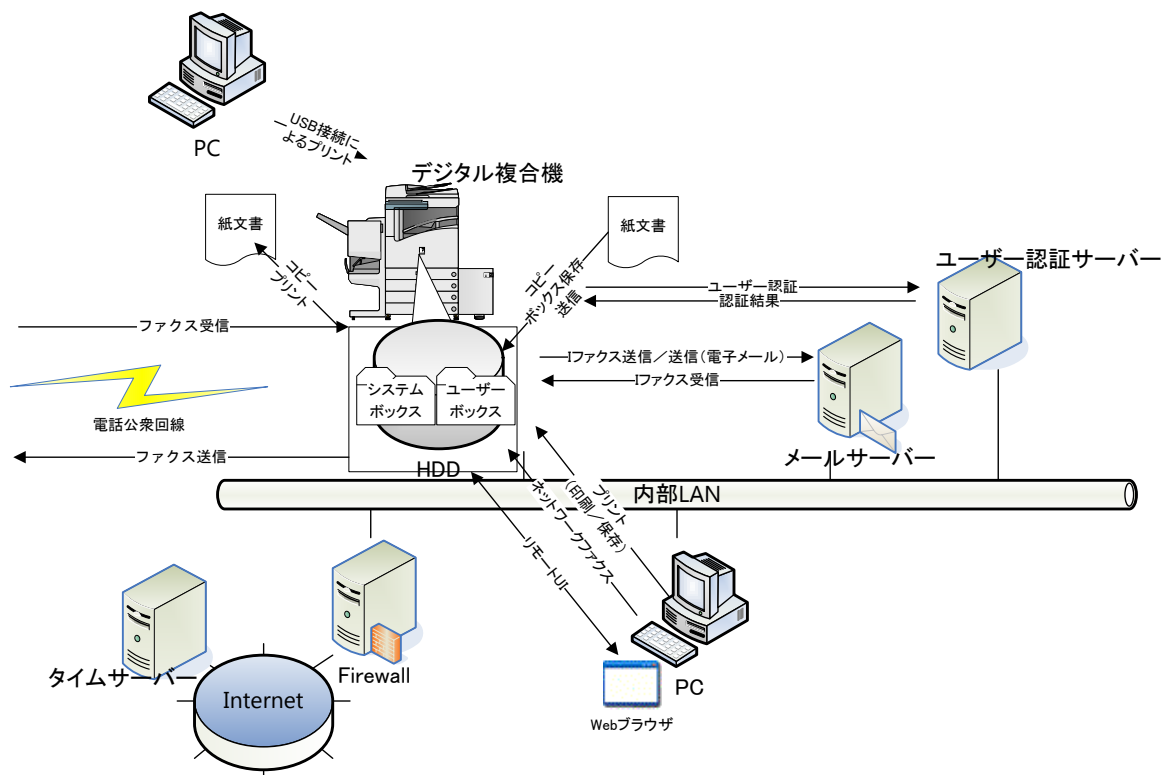 PC
USB接続に
よるプリント
デジタル複合機
紙文書
紙文書
コピー
プリント
コピー
ボックス保存
送信
ユーザー認証サーバー
ユーザー認証
認証結果
ファクス受信
Iファクス送信／送信（電子メール）
Iファクス受信
システム
ボックス
ユーザー
ボックス
電話公衆回線
ファクス送信
HDD
メールサーバー
内部LAN
プリント
（印刷／保存）
ネットワークファクス
リモートUI
タイムサーバー
Firewall
Internet
PC
Webブラウザ